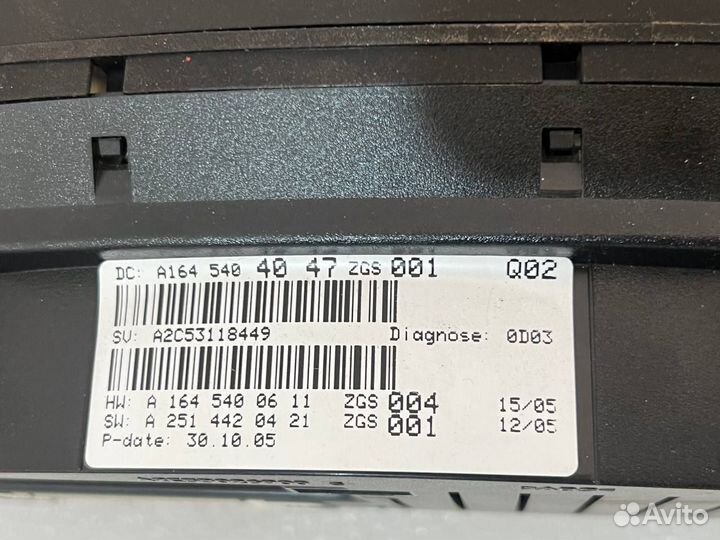 DC: A164 540 40 47 ZGS 001 Q02
SV: A2C53118449 Diagnose: 0D03
HW: A 164 540 06 11 ZGS 004 15/05
SW: A 251 442 04 21 ZGS 001 12/05
P-date: 30.10.05
Avito